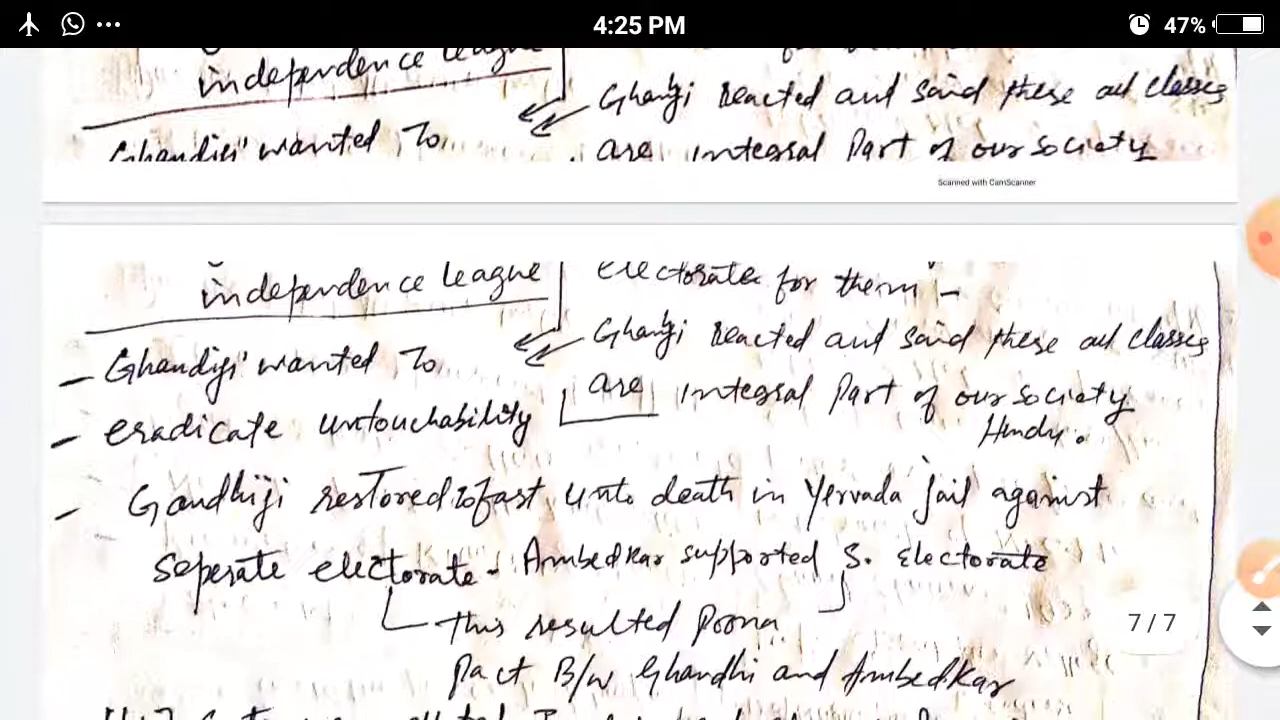 4:25 PM
47%
independence league
Ghangi reacted and said these all classes
Ghandiji wanted To
are integral Part of our society
Scanned with CamScanner
independence league
electorate for them -
- Ghandiji wanted To
Ghangi reacted and said these all classes
- eradicate untouchability
are integral Part of our society
Hindu.
- Gandhiji restored to fast unto death in Yervada jail against
seperate electorate - Ambedkar supported S. electorate
This resulted Poona
7 / 7
Pact B/w Ghandhi and Ambedkar